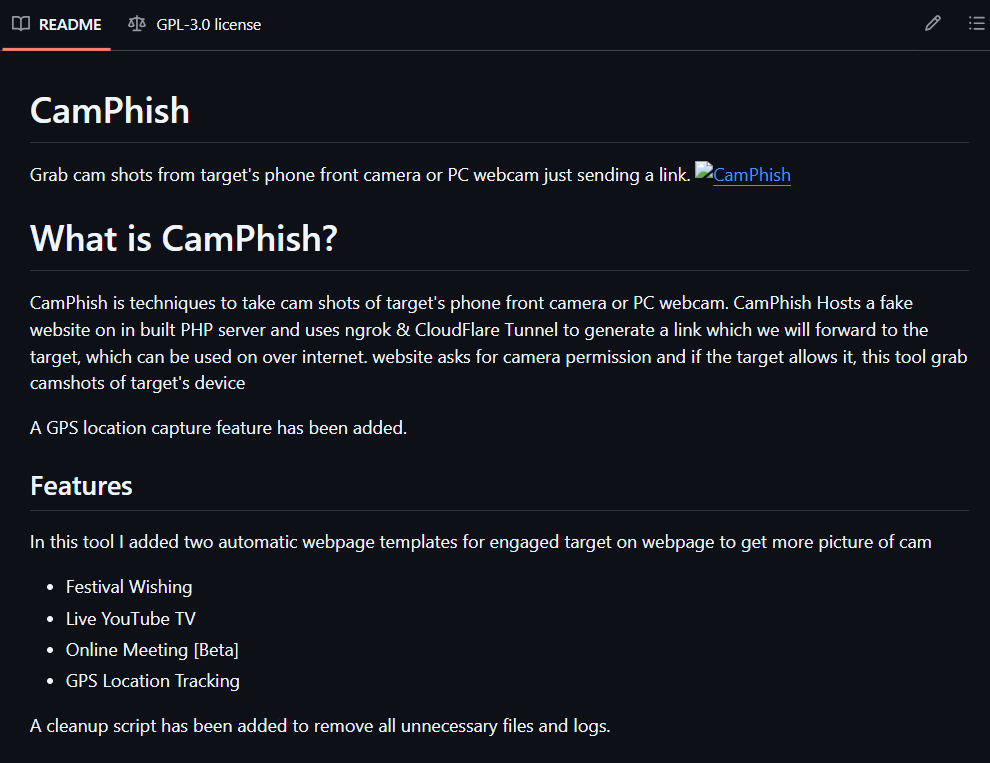 README
GPL-3.0 license
CamPhish
Grab cam shots from target's phone front camera or PC webcam just sending a link. CamPhish
What is CamPhish?
CamPhish is techniques to take cam shots of target's phone front camera or PC webcam. CamPhish Hosts a fake
website on in built PHP server and uses ngrok & CloudFlare Tunnel to generate a link which we will forward to the
target, which can be used on over internet. website asks for camera permission and if the target allows it, this tool grab
camshots of target's device
A GPS location capture feature has been added.
Features
In this tool I added two automatic webpage templates for engaged target on webpage to get more picture of cam
• Festival Wishing
• Live YouTube TV
• Online Meeting [Beta]
• GPS Location Tracking
A cleanup script has been added to remove all unnecessary files and logs.